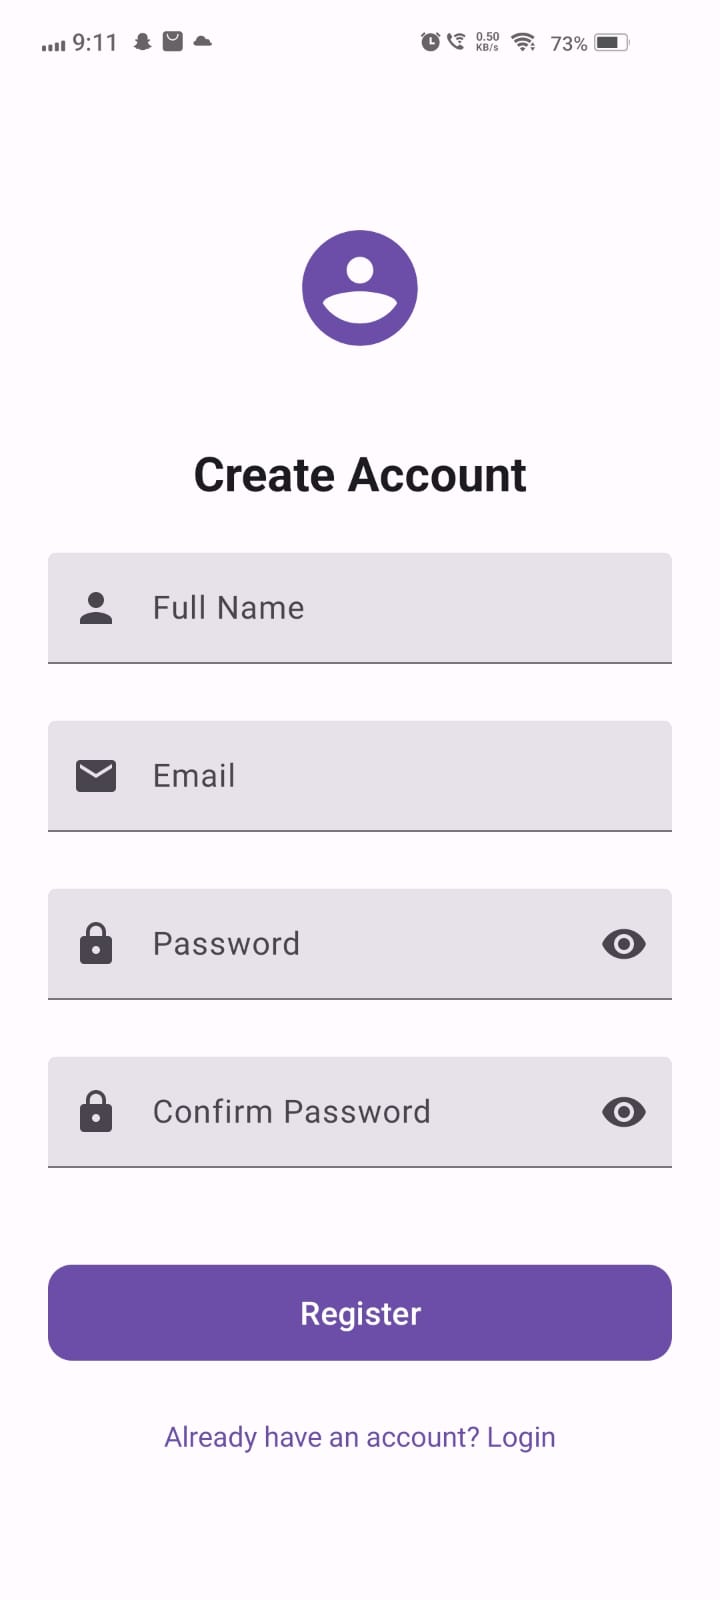 9:11
0.50
KB/s
73%
Create Account
Full Name
Email
Password
Confirm Password
Register
Already have an account? Login